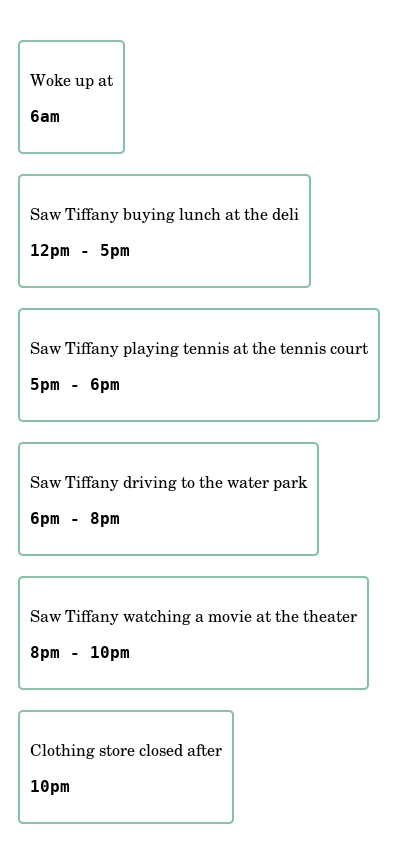 Woke up at
6am
Saw Tiffany buying lunch at the deli
12pm - 5pm
Saw Tiffany playing tennis at the tennis court
5pm - 6pm
Saw Tiffany driving to the water park
6pm - 8pm
Saw Tiffany watching a movie at the theater
8pm - 10pm
Clothing store closed after
10pm